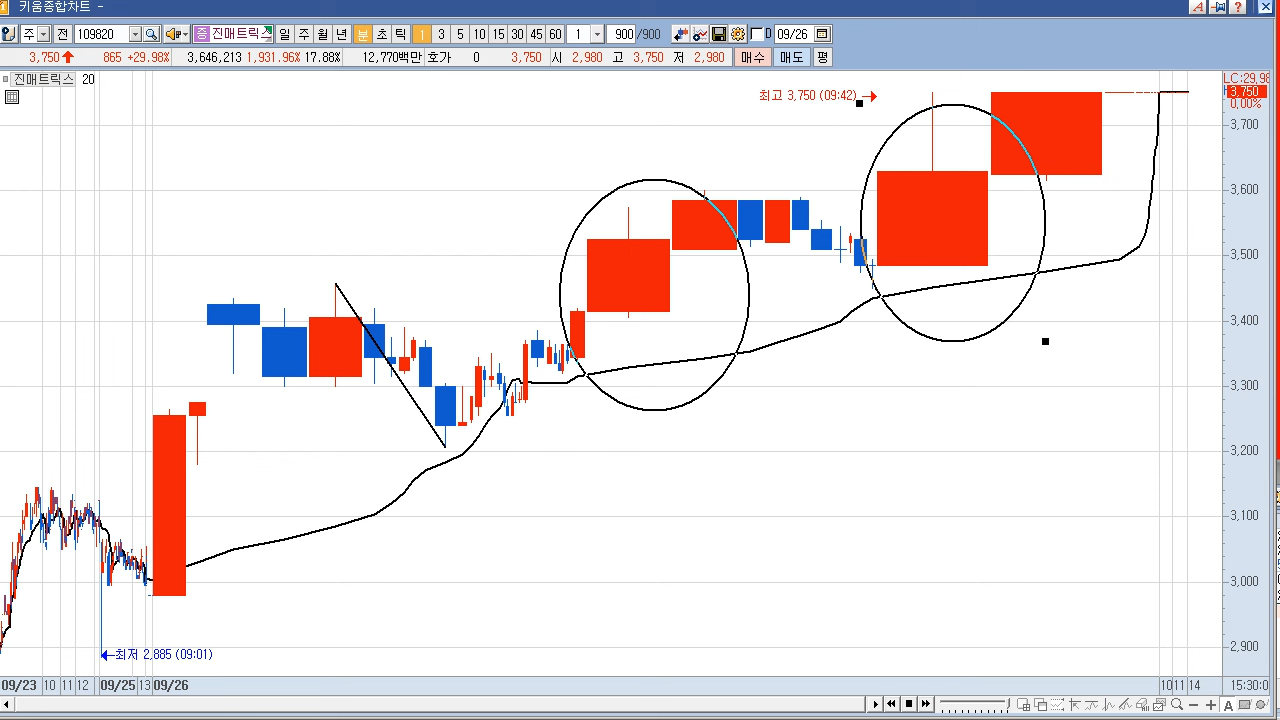 키움종합차트 -
주 전 109820 증 진매트릭 일 주 월 년 분 초 틱 1 3 5 10 15 30 45 60 1 900 /900 D 09/26
3,750 865 +29.98% 3,646,213 1,931.96% 17.88% 12,770백만 호가 0 3,750 시 2,980 고 3,750 저 2,980 매수 매도 평
진매트릭스 20
LC:29.98
3,750
0.00%
최고 3,750 (09:42)
3,700
3,600
3,500
3,400
3,300
3,200
3,100
3,000
2,900
최저 2,885 (09:01)
09/23 10 11 12 09/25 13 09/26 10 11 14 15:30:0
A